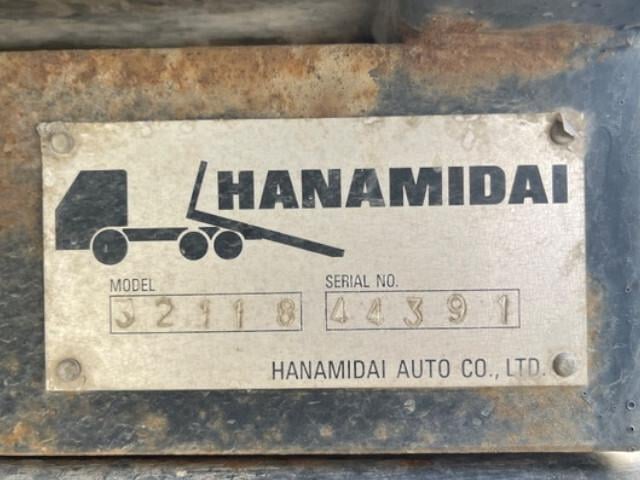 HANAMIDAI
MODEL
32118
SERIAL NO.
44391
HANAMIDAI AUTO CO., LTD.